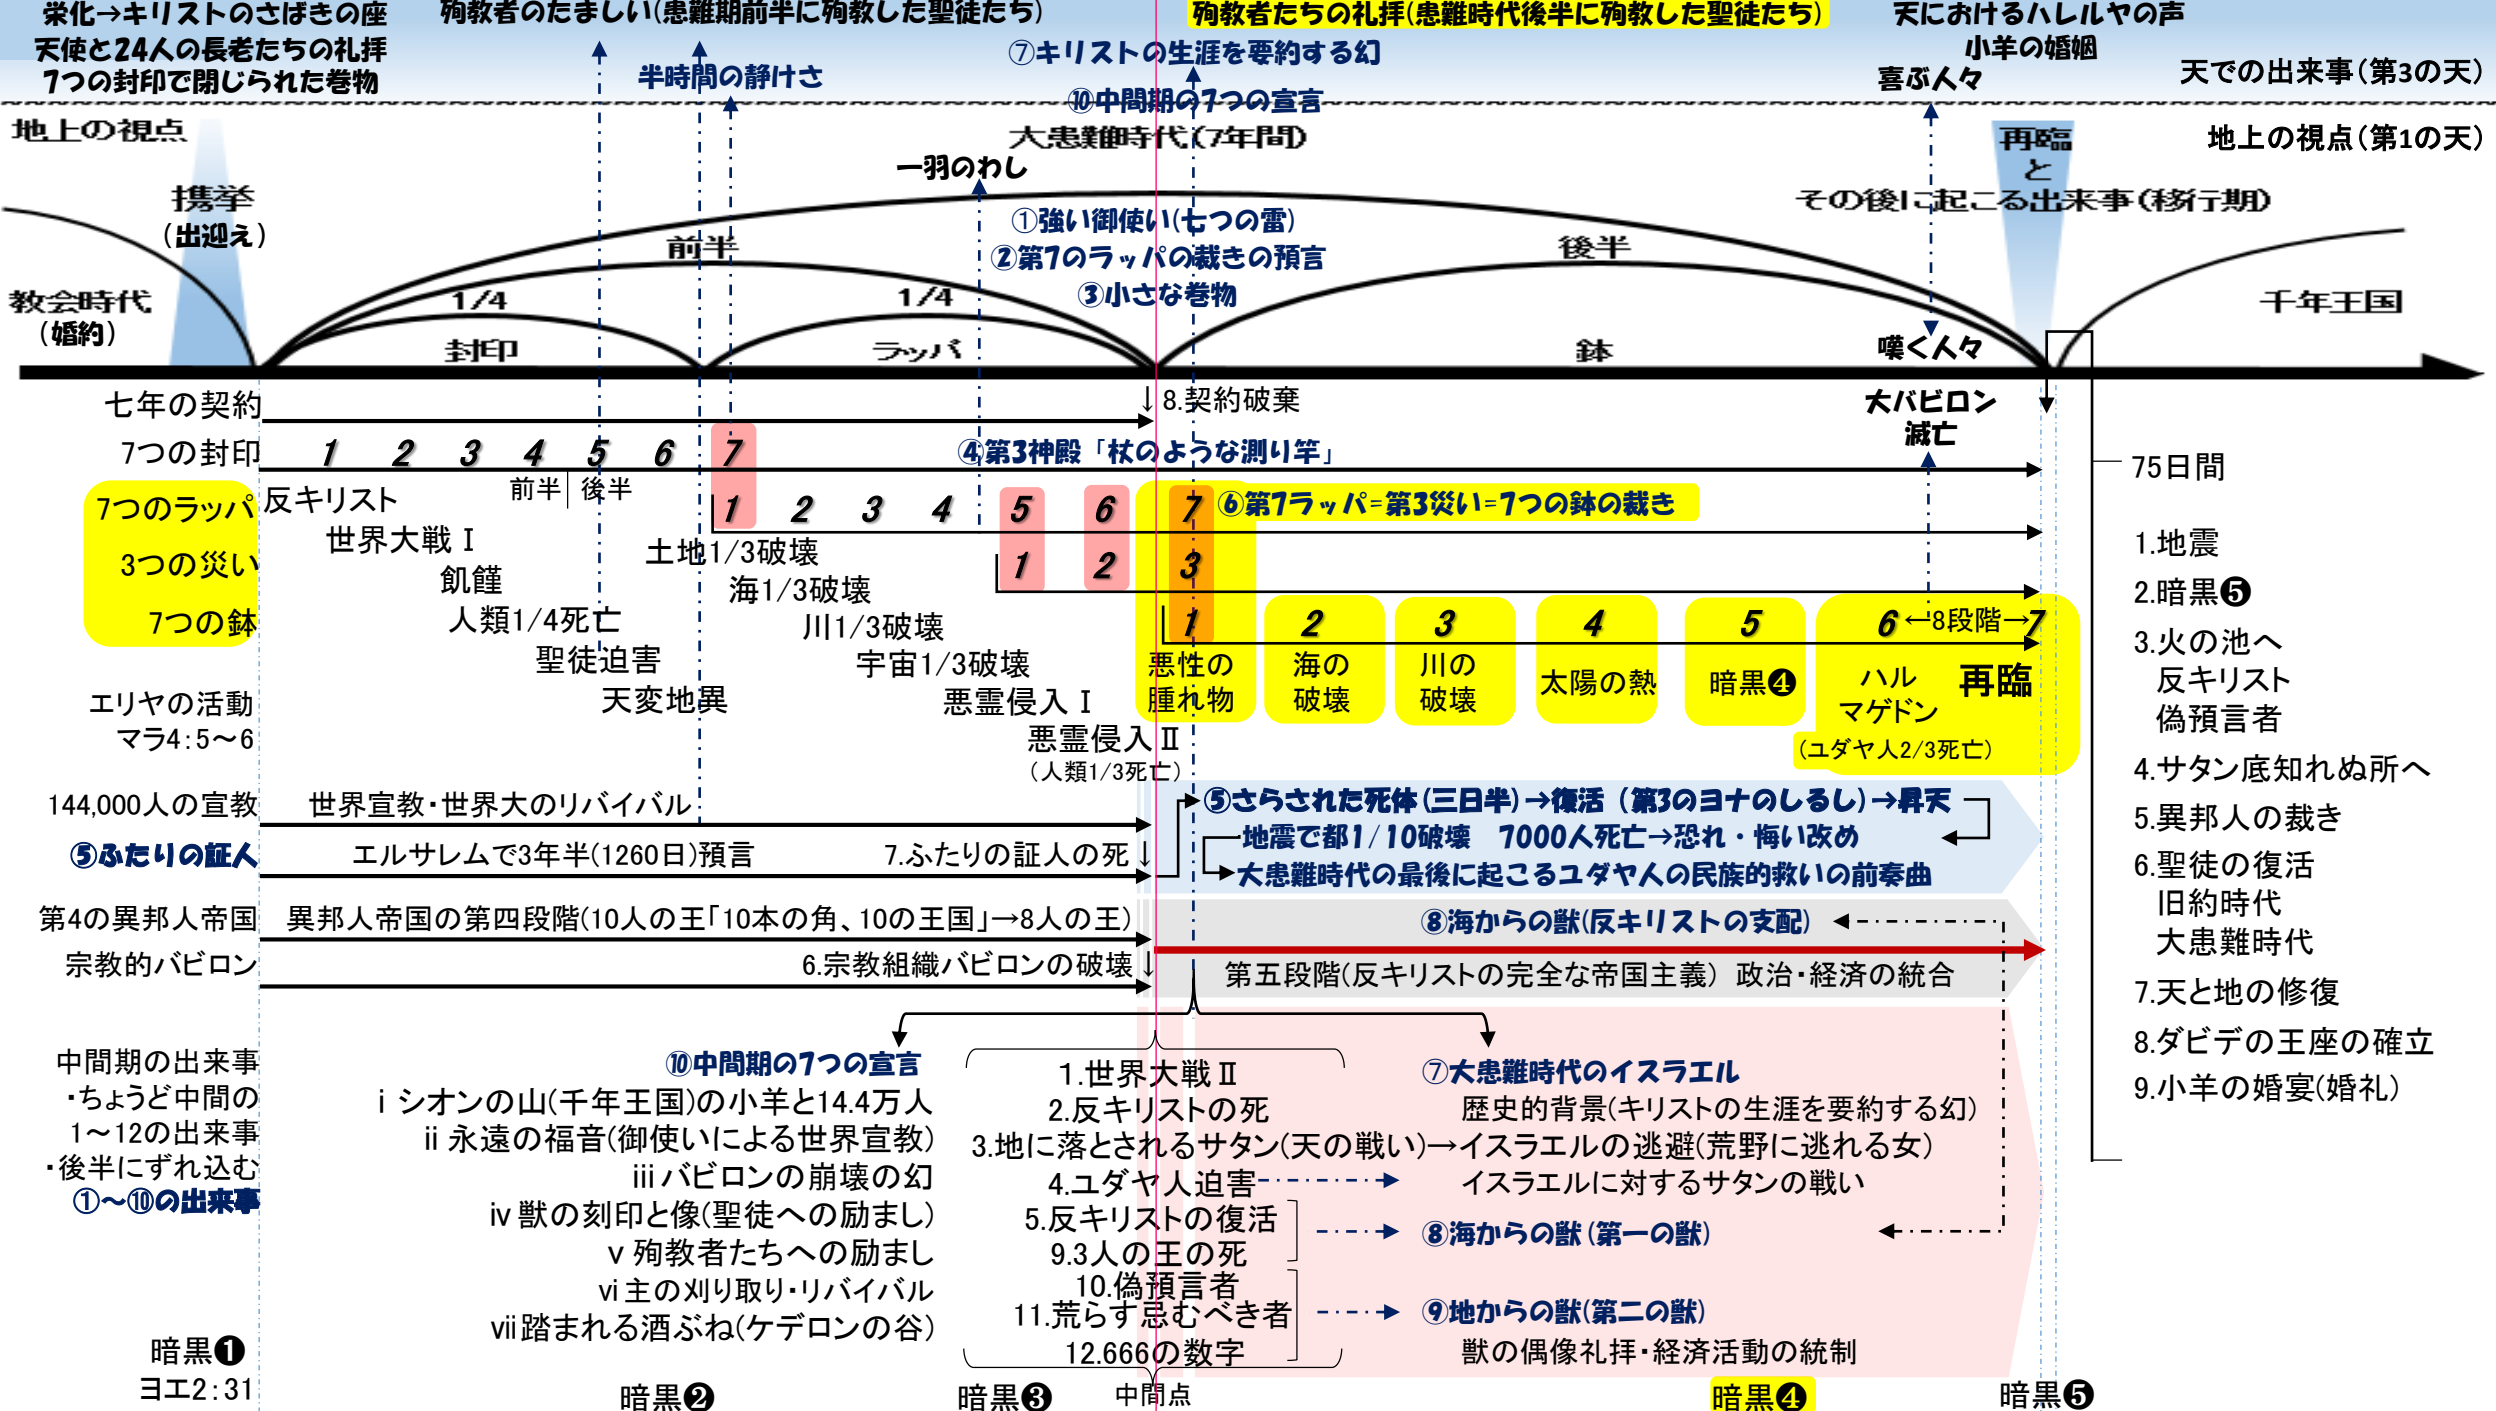 栄化→キリストのさばきの座
天使と24人の長老たちの礼拝
7つの封印で閉じられた巻物
殉教者のたましい(患難期前半に殉教した聖徒たち)
半時間の静けさ
殉教者たちの礼拝(患難時代後半に殉教した聖徒たち)
⑦キリストの生涯を要約する幻
⑩中間期の7つの宣言
天におけるハレルヤの声
小羊の婚姻
喜ぶ人々
天での出来事(第3の天)
地上の視点
大患難時代(7年間)
地上の視点(第1の天)
携挙
(出迎え)
一羽のわし
再臨
と
その後に起こる出来事(移行期)
①強い御使い(七つの雷)
②第7のラッパの裁きの預言
③小さな巻物
前半
後半
教会時代
(婚約)
1/4
1/4
千年王国
封印
ラッパ
鉢
嘆く人々
七年の契約
↓8.契約破棄
大バビロン
滅亡
7つの封印
1 2 3 4 5 6 7
④第3神殿「杖のような測り竿」
前半 後半
75日間
7つのラッパ
1 2 3 4 5 6 7
⑥第7ラッパ=第3災い=7つの鉢の裁き
反キリスト
世界大戦Ⅰ
飢饉
人類1/4死亡
聖徒迫害
天変地異
土地1/3破壊
海1/3破壊
川1/3破壊
宇宙1/3破壊
悪霊侵入Ⅰ
悪霊侵入Ⅱ
(人類1/3死亡)
3つの災い
1 2 3
7つの鉢
1 2 3 4 5 6 ←8段階→7
悪性の
腫れ物
海の
破壊
川の
破壊
太陽の熱
暗黒❹
ハル
マゲドン
再臨
(ユダヤ人2/3死亡)
エリヤの活動
マラ4:5～6
1.地震
2.暗黒❺
3.火の池へ
反キリスト
偽預言者
4.サタン底知れぬ所へ
5.異邦人の裁き
6.聖徒の復活
旧約時代
大患難時代
7.天と地の修復
8.ダビデの王座の確立
9.小羊の婚宴(婚礼)
144,000人の宣教
世界宣教・世界大のリバイバル
⑤さらされた死体(三日半)→復活(第3のヨナのしるし)→昇天
地震で都1/10破壊 7000人死亡→恐れ・悔い改め
大患難時代の最後に起こるユダヤ人の民族的救いの前奏曲
⑤ふたりの証人
エルサレムで3年半(1260日)預言
7.ふたりの証人の死↓
第4の異邦人帝国
異邦人帝国の第四段階(10人の王「10本の角、10の王国」→8人の王)
⑧海からの獣(反キリストの支配)
宗教的バビロン
6.宗教組織バビロンの破壊↓
第五段階(反キリストの完全な帝国主義) 政治・経済の統合
中間期の出来事
・ちょうど中間の
1～12の出来事
・後半にずれ込む
①～⑩の出来事
⑩中間期の7つの宣言
ⅰ シオンの山(千年王国)の小羊と14.4万人
ⅱ 永遠の福音(御使いによる世界宣教)
ⅲ バビロンの崩壊の幻
ⅳ 獣の刻印と像(聖徒への励まし)
ⅴ 殉教者たちへの励まし
ⅵ 主の刈り取り・リバイバル
ⅶ 踏まれる酒ぶね(ケデロンの谷)
1.世界大戦Ⅱ
2.反キリストの死
3.地に落とされるサタン(天の戦い)→イスラエルの逃避(荒野に逃れる女)
4.ユダヤ人迫害
5.反キリストの復活
9.3人の王の死
10.偽預言者
11.荒らす忌むべき者
12.666の数字
⑦大患難時代のイスラエル
歴史的背景(キリストの生涯を要約する幻)
イスラエルに対するサタンの戦い
⑧海からの獣(第一の獣)
⑨地からの獣(第二の獣)
獣の偶像礼拝・経済活動の統制
暗黒❶
ヨエ2:31
暗黒❷
暗黒❸
中間点
暗黒❹
暗黒❺